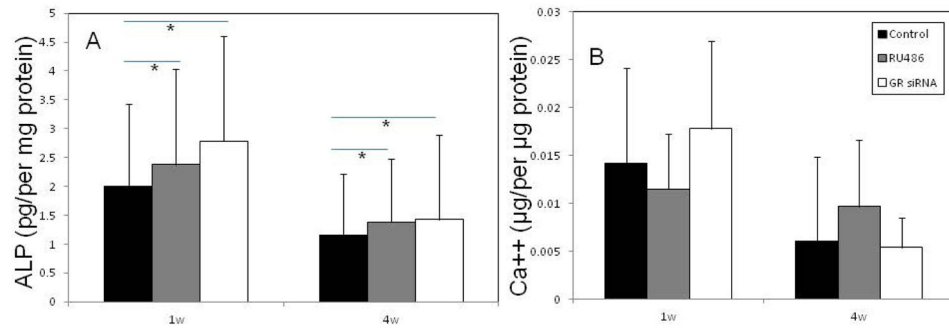 A
ALP (pg/per mg protein)
5
4.5
4
3.5
3
2.5
2
1.5
1
0.5
0
*
*
*
*
1w
4w
B
Ca++ (µg/per µg protein)
0.03
0.025
0.02
0.015
0.01
0.005
0
Control
RU486
GR siRNA
1w
4w